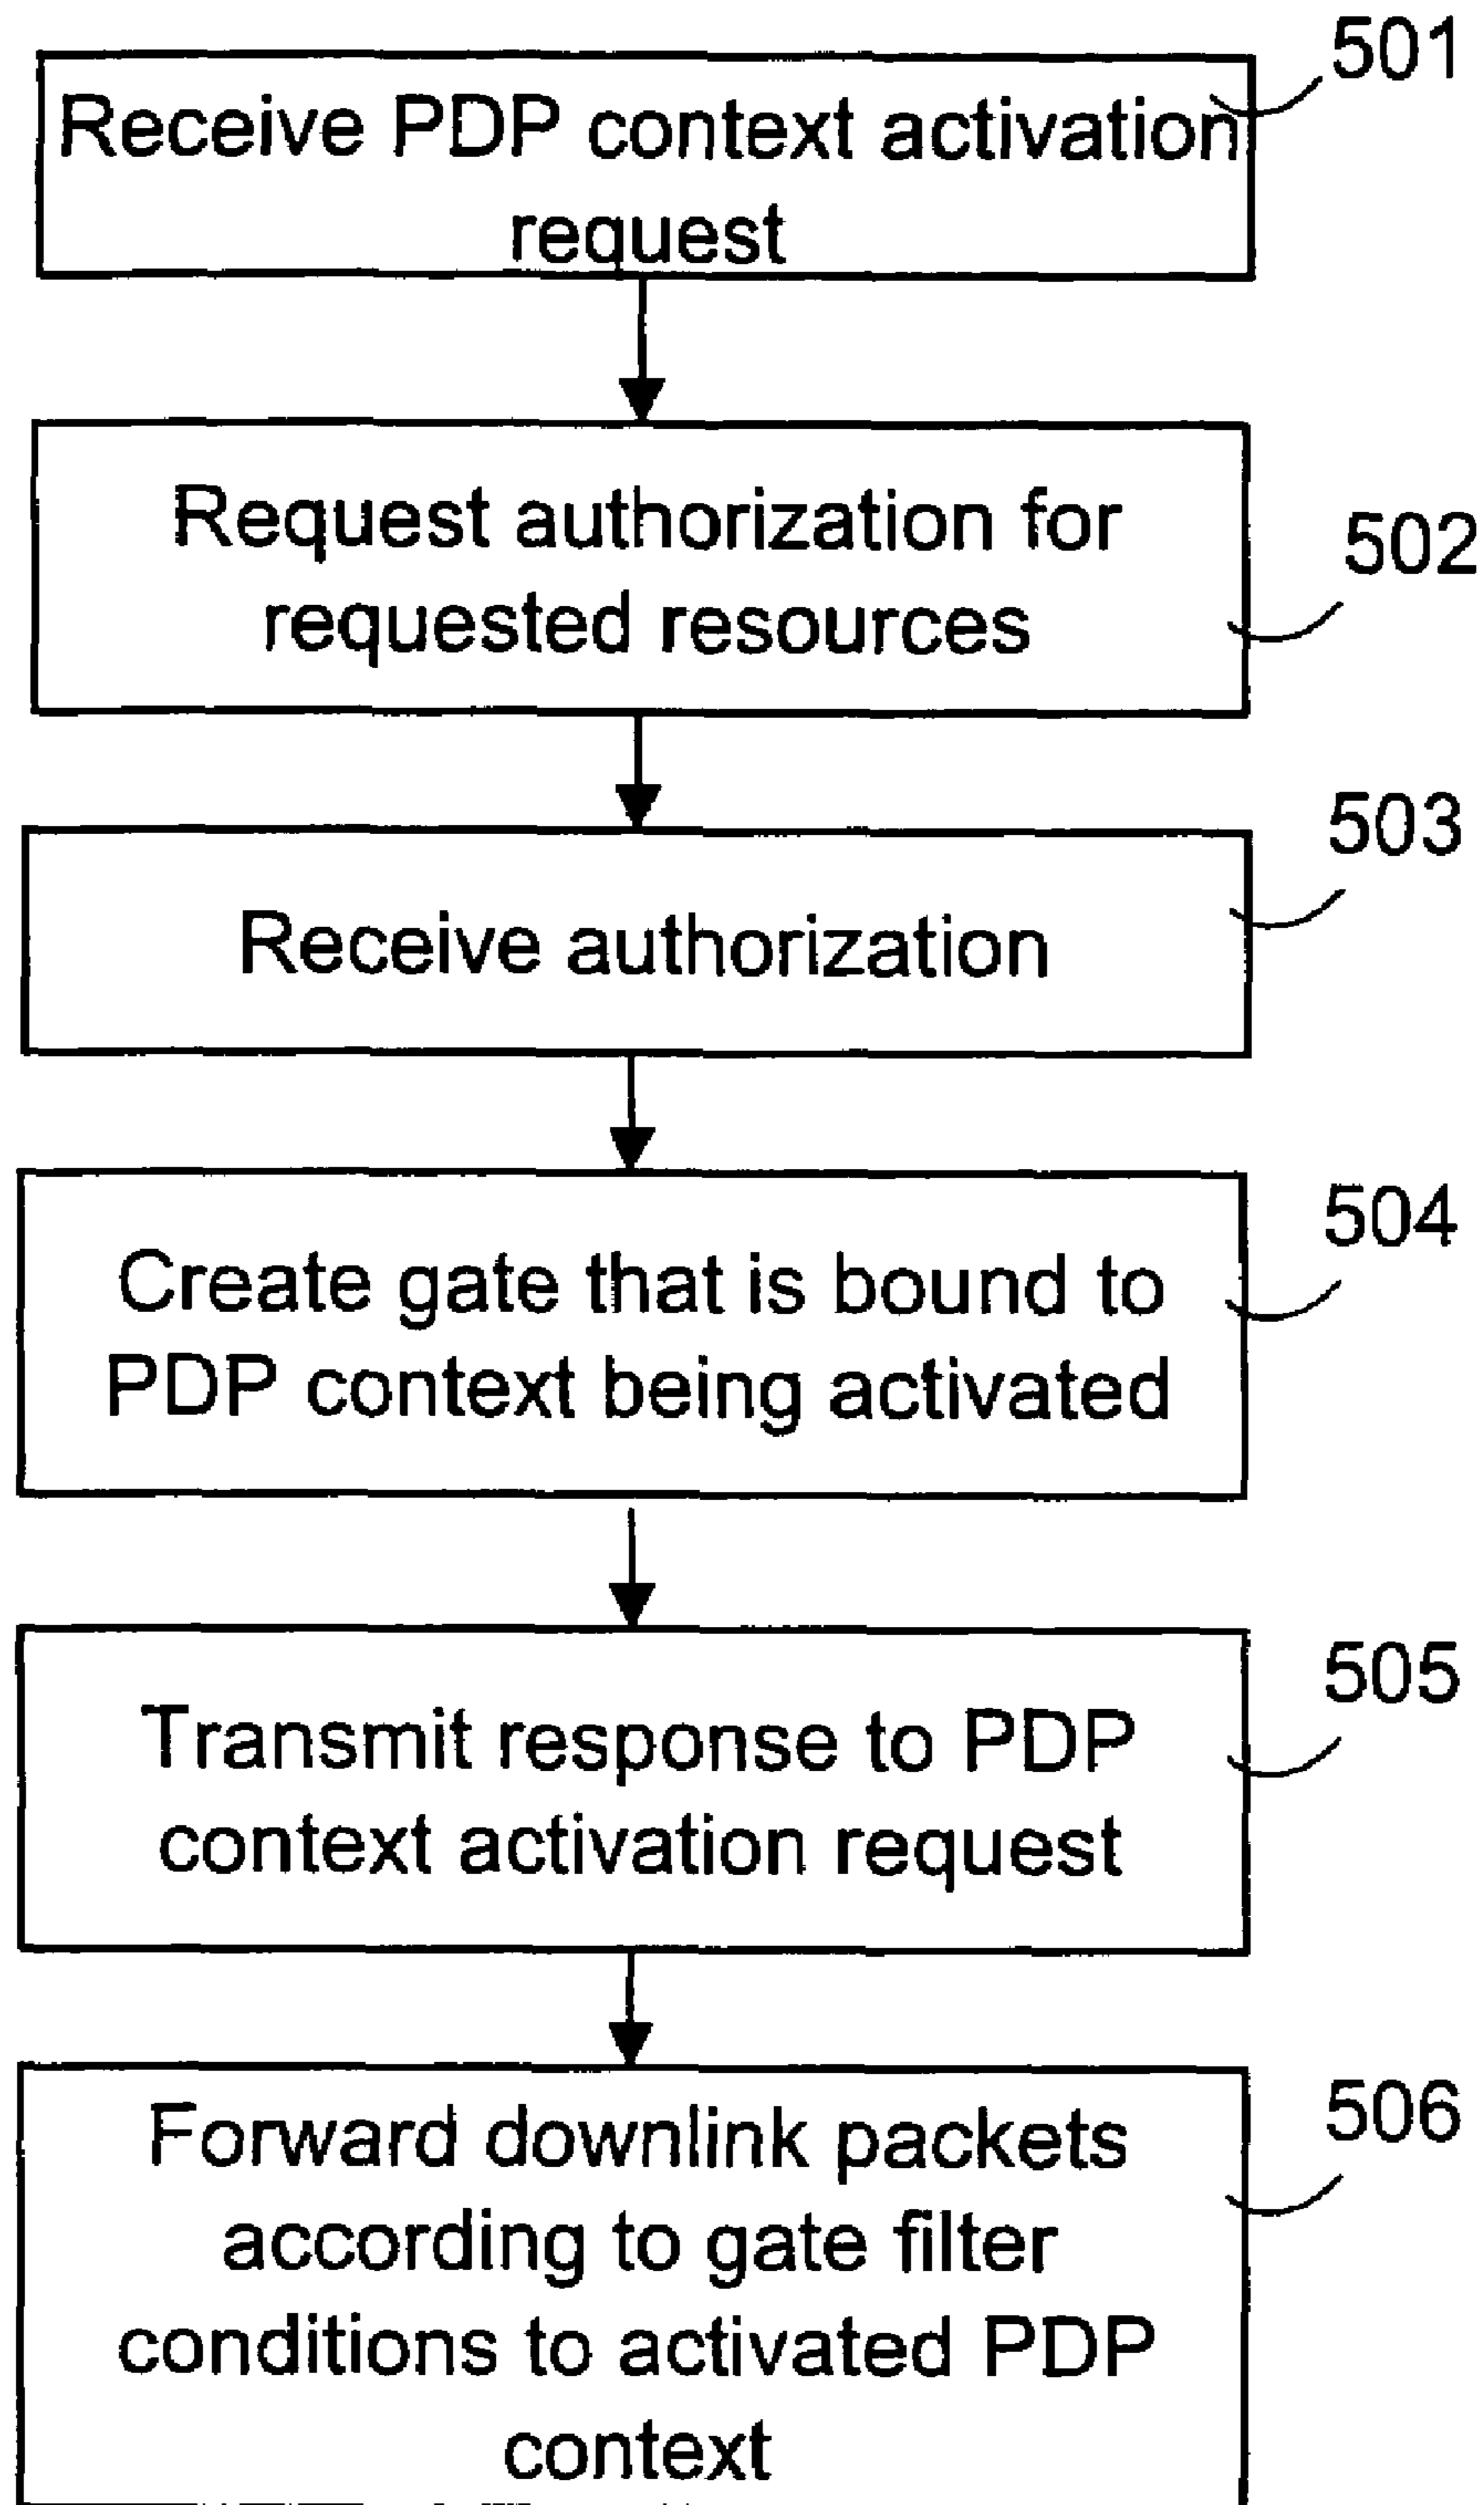 501
Receive PDP context activation
request
Request authorization for
502
requested resources
503
Receive authorization
504
Create gate that is bound to
PDP context being activated
505
Transmit response to PDP
context activation request
506
Forward downlink packets
according to gate filter
conditions to activated PDP
context